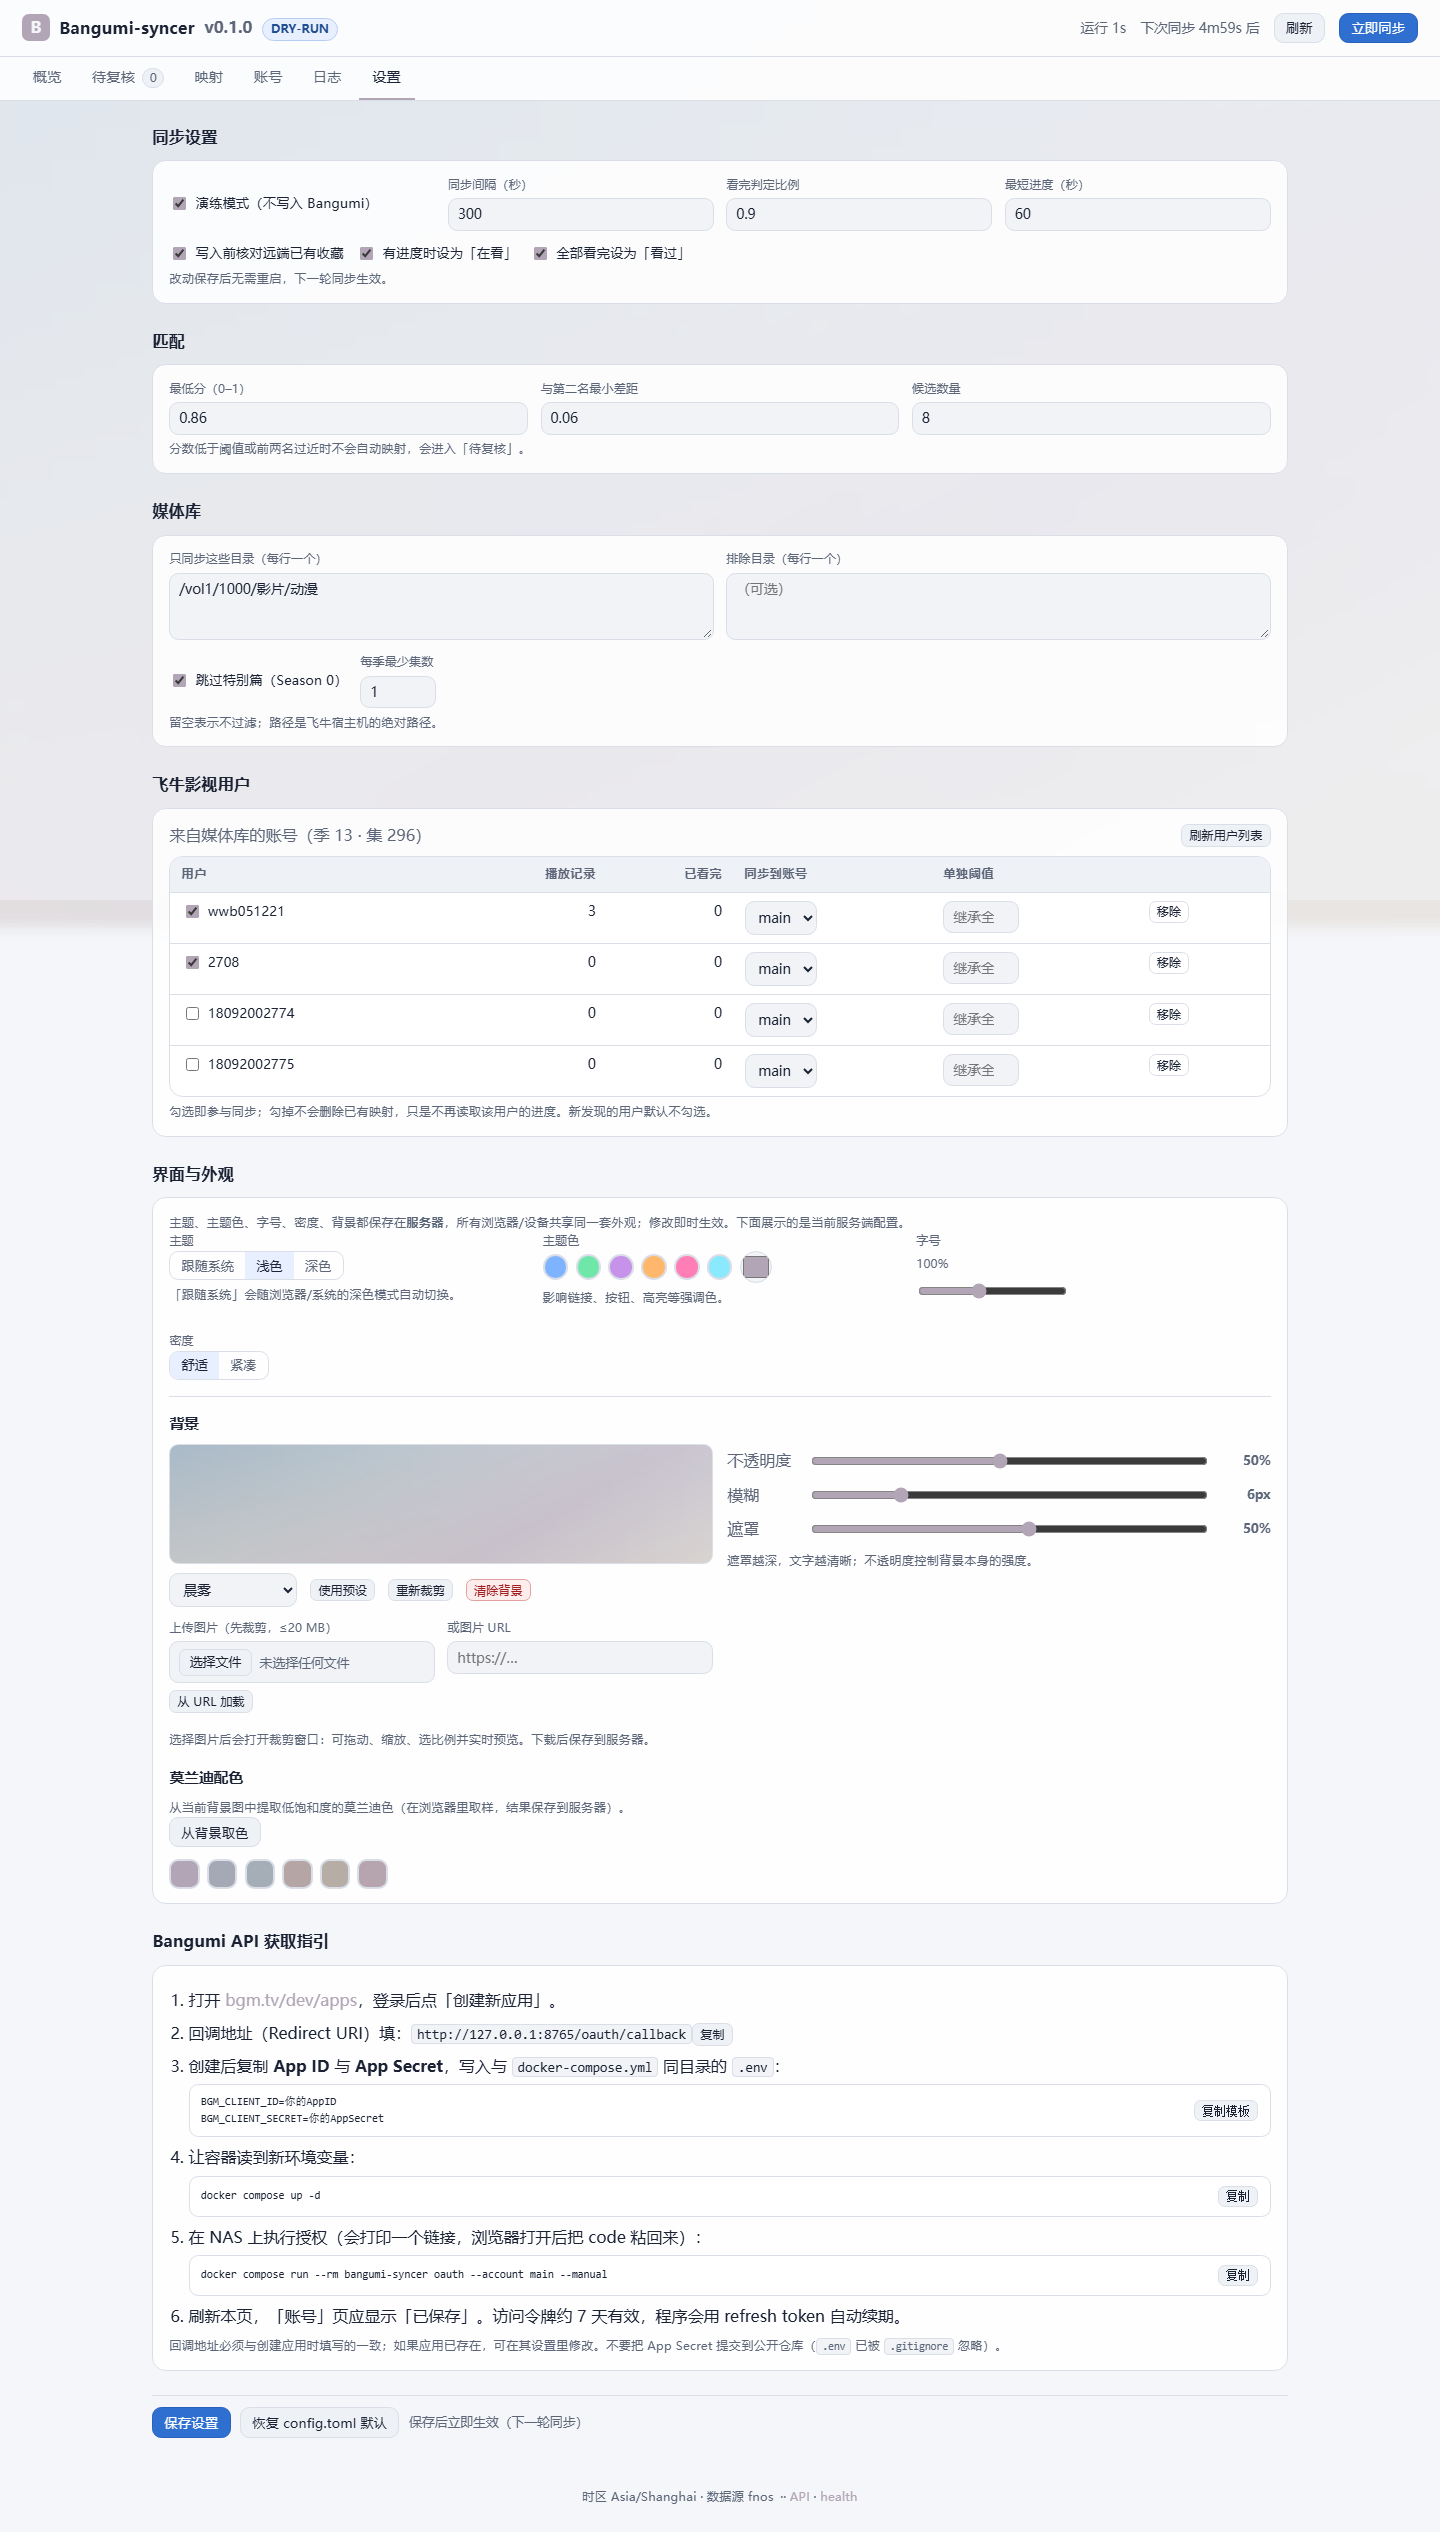 B Bangumi-syncer v0.1.0 DRY-RUN 运行 1s 下次同步 4m59s 后 刷新 立即同步
概览 待复核 0 映射 账号 日志 设置
同步设置
演练模式（不写入 Bangumi） 同步间隔（秒） 看完判定比例 最短进度（秒）
300 0.9 60
写入前核对远端已有收藏 有进度时设为「在看」 全部看完设为「看过」
改动保存后无需重启，下一轮同步生效。
匹配
最低分（0–1） 与第二名最小差距 候选数量
0.86 0.06 8
分数低于阈值或前两名过近时不会自动映射，会进入「待复核」。
媒体库
只同步这些目录（每行一个） 排除目录（每行一个）
/vol1/1000/影片/动漫 （可选）
跳过特别篇（Season 0） 每季最少集数
1
留空表示不过滤；路径是飞牛宿主机的绝对路径。
飞牛影视用户
来自媒体库的账号（季 13 · 集 296） 刷新用户列表
用户 播放记录 已看完 同步到账号 单独阈值
wwb051221 3 0 main 继承全 移除
2708 0 0 main 继承全 移除
18092002774 0 0 main 继承全 移除
18092002775 0 0 main 继承全 移除
勾选即参与同步；勾掉不会删除已有映射，只是不再读取该用户的进度。新发现的用户默认不勾选。
界面与外观
主题、主题色、字号、密度、背景都保存在服务器，所有浏览器/设备共享同一套外观；修改即时生效。下面展示的是当前服务端配置。
主题 主题色 字号
跟随系统 浅色 深色 100%
「跟随系统」会随浏览器/系统的深色模式自动切换。 影响链接、按钮、高亮等强调色。
密度
舒适 紧凑
背景
不透明度 50%
模糊 6px
遮罩 50%
遮罩越深，文字越清晰；不透明度控制背景本身的强度。
晨雾 使用预设 重新裁剪 清除背景
上传图片（先裁剪，≤20 MB） 或图片 URL
选择文件 未选择任何文件 https://...
从 URL 加载
选择图片后会打开裁剪窗口：可拖动、缩放、选比例并实时预览。下载后保存到服务器。
莫兰迪配色
从当前背景图中提取低饱和度的莫兰迪色（在浏览器里取样，结果保存到服务器）。
从背景取色
Bangumi API 获取指引
1. 打开 bgm.tv/dev/apps，登录后点「创建新应用」。
2. 回调地址（Redirect URI）填：http://127.0.0.1:8765/oauth/callback 复制
3. 创建后复制 App ID 与 App Secret，写入与 docker-compose.yml 同目录的 .env：
BGM_CLIENT_ID=你的AppID
BGM_CLIENT_SECRET=你的AppSecret
复制模板
4. 让容器读到新环境变量：
docker compose up -d 复制
5. 在 NAS 上执行授权（会打印一个链接，浏览器打开后把 code 粘回来）：
docker compose run --rm bangumi-syncer oauth --account main --manual 复制
6. 刷新本页，「账号」页应显示「已保存」。访问令牌约 7 天有效，程序会用 refresh token 自动续期。
回调地址必须与创建应用时填写的一致；如果应用已存在，可在其设置里修改。不要把 App Secret 提交到公开仓库（.env 已被 .gitignore 忽略）。
保存设置 恢复 config.toml 默认 保存后立即生效（下一轮同步）
时区 Asia/Shanghai · 数据源 fnos ·· API · health